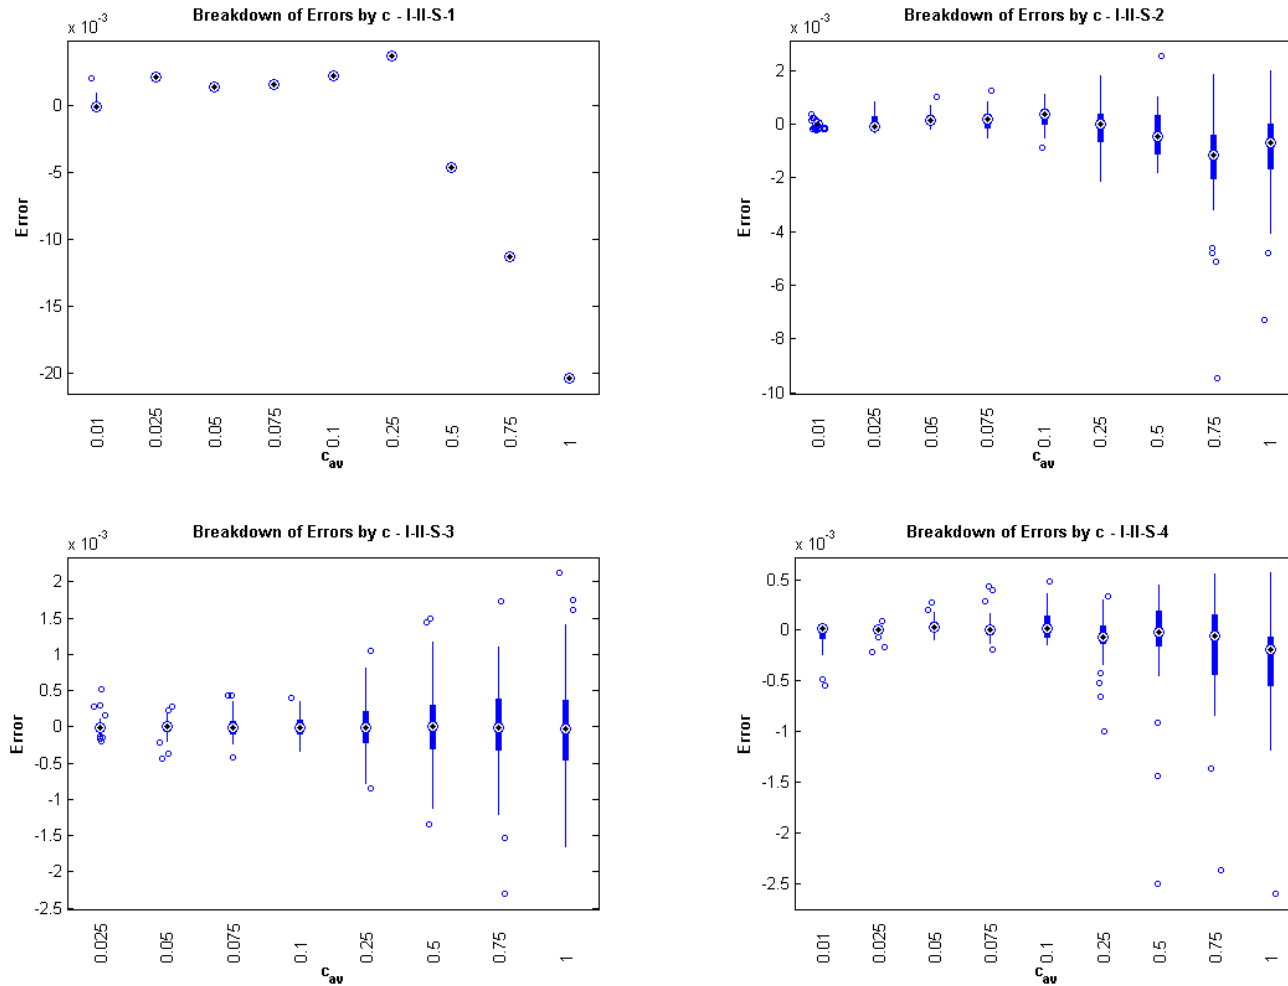 Breakdown of Errors by c - I-II-S-1
x 10-3
0
-5
-10
-15
-20
Error
0.01 0.025 0.05 0.075 0.1 0.25 0.5 0.75 1
cav
Breakdown of Errors by c - I-II-S-2
x 10-3
2
0
-2
-4
-6
-8
-10
Error
0.01 0.025 0.05 0.075 0.1 0.25 0.5 0.75 1
cav
Breakdown of Errors by c - I-II-S-3
x 10-3
2
1.5
1
0.5
0
-0.5
-1
-1.5
-2
-2.5
Error
0.025 0.05 0.075 0.1 0.25 0.5 0.75 1
cav
Breakdown of Errors by c - I-II-S-4
x 10-3
0.5
0
-0.5
-1
-1.5
-2
-2.5
Error
0.01 0.025 0.05 0.075 0.1 0.25 0.5 0.75 1
cav